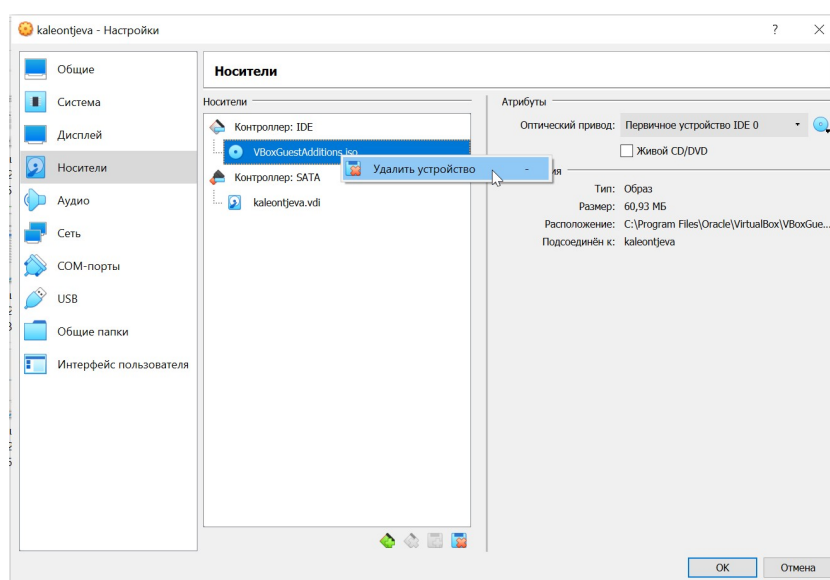 kaleontjeva - Настройки
?
Общие
Система
Дисплей
Носители
Аудио
Сеть
COM-порты
USB
Общие папки
Интерфейс пользователя
Носители
Носители
Контроллер: IDE
VBoxGuestAdditions.iso
Удалить устройство -
Контроллер: SATA
kaleontjeva.vdi
Атрибуты
Оптический привод: Первичное устройство IDE 0
Живой CD/DVD
Тип: Образ
Размер: 60,93 МБ
Расположение: C:\Program Files\Oracle\VirtualBox\VBoxGue...
Подсоединён к: kaleontjeva
OK
Отмена